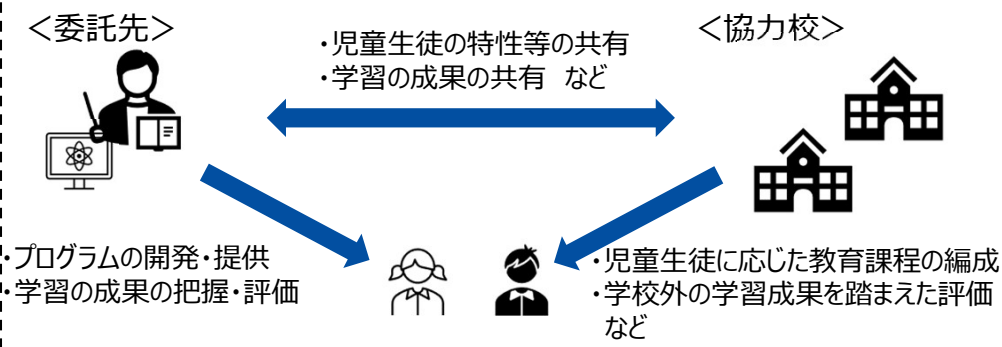 <委託先>
・児童生徒の特性等の共有
・学習の成果の共有　など
<協力校>
・プログラムの開発・提供
・学習の成果の把握・評価
・児童生徒に応じた教育課程の編成
・学校外の学習成果を踏まえた評価
など